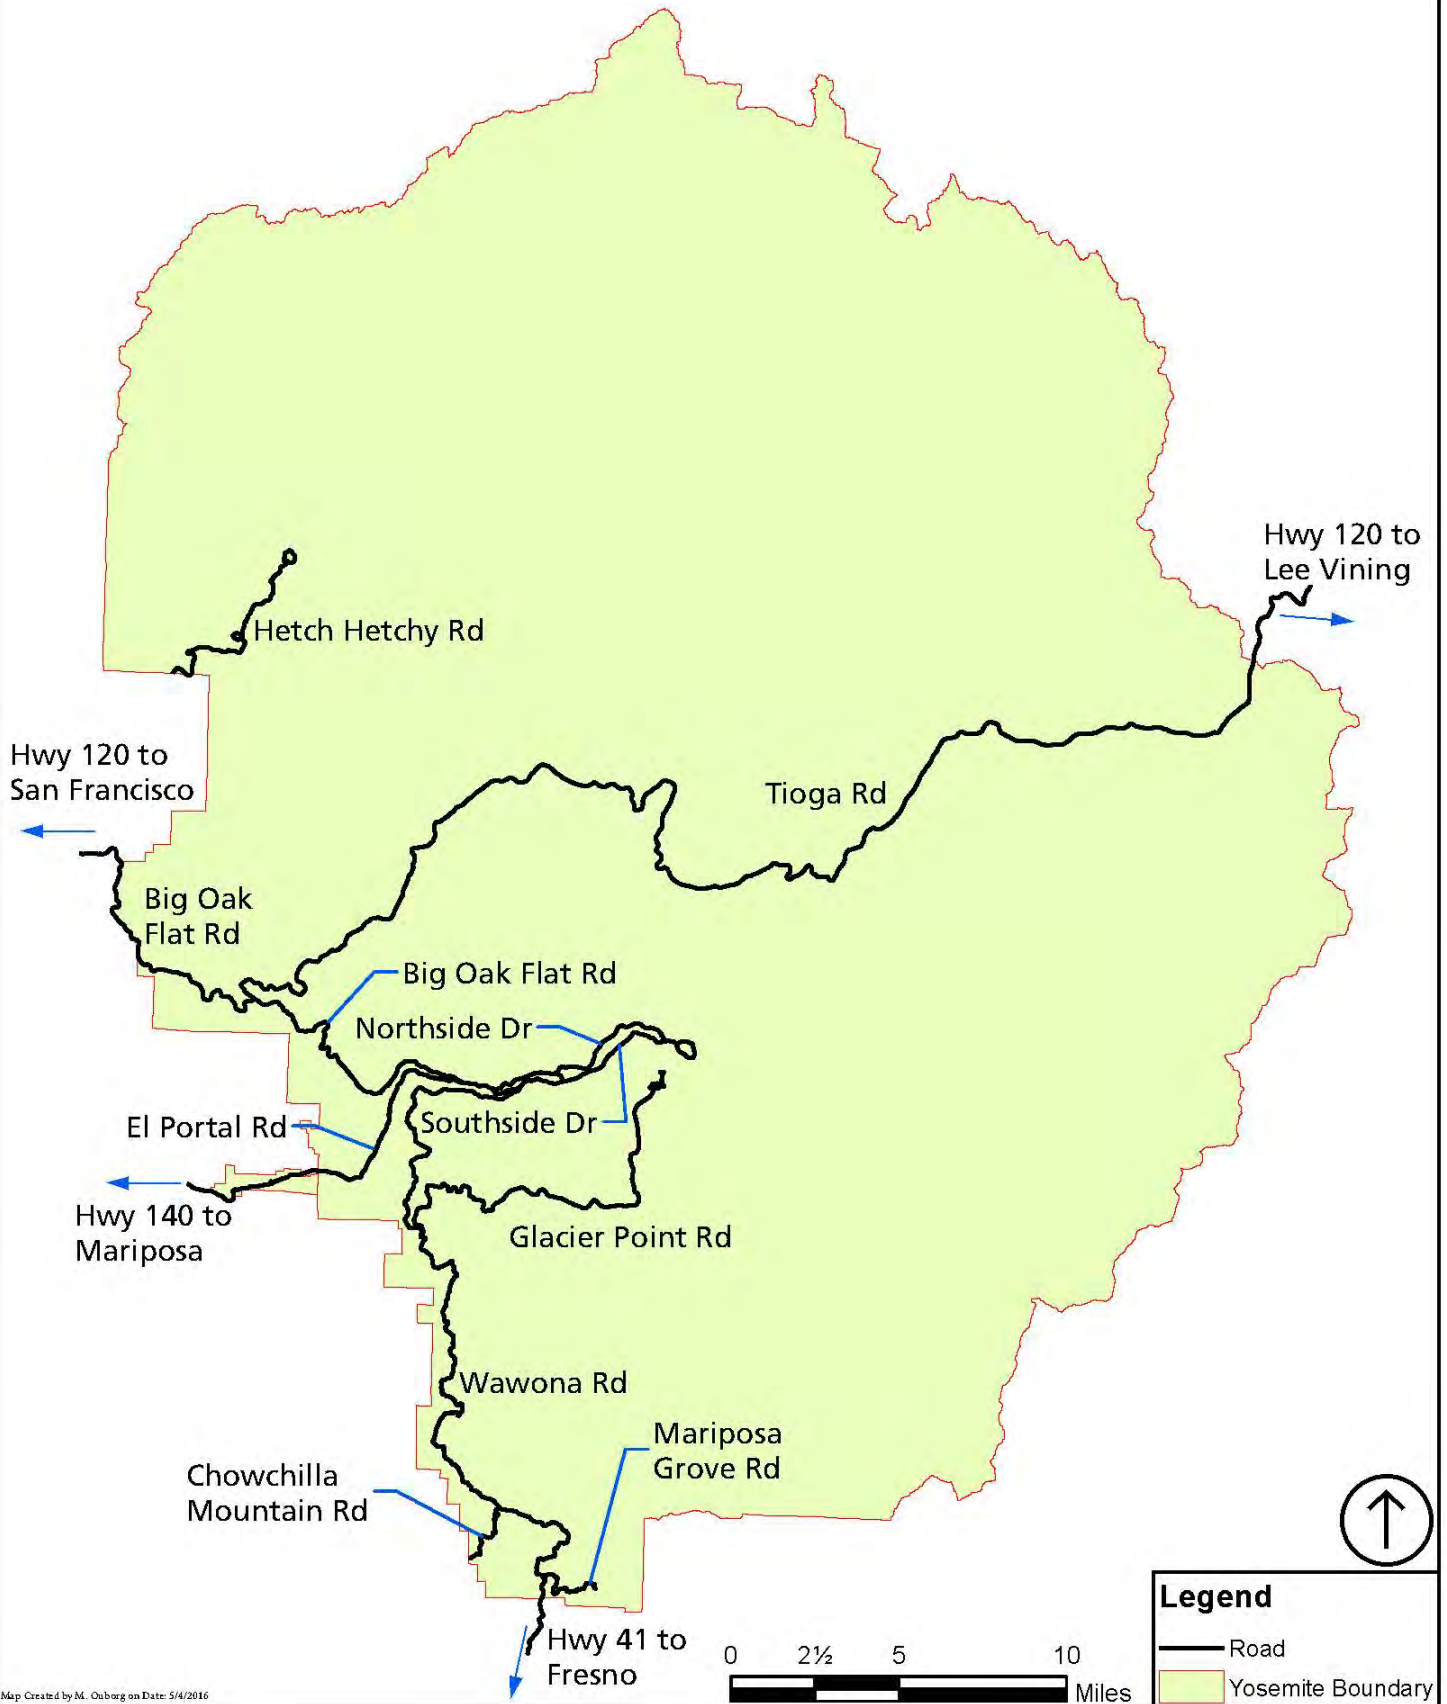 Hwy 120 to
Lee Vining
Hetch Hetchy Rd
Hwy 120 to
San Francisco
Tioga Rd
Big Oak
Flat Rd
Big Oak Flat Rd
Northside Dr
El Portal Rd
Southside Dr
Hwy 140 to
Mariposa
Glacier Point Rd
Wawona Rd
Mariposa
Grove Rd
Chowchilla
Mountain Rd
Hwy 41 to
Fresno
0 2½ 5 10
Miles
Legend
Road
Yosemite Boundary
Map Created by M. Ouborg on Date: 5/4/2016